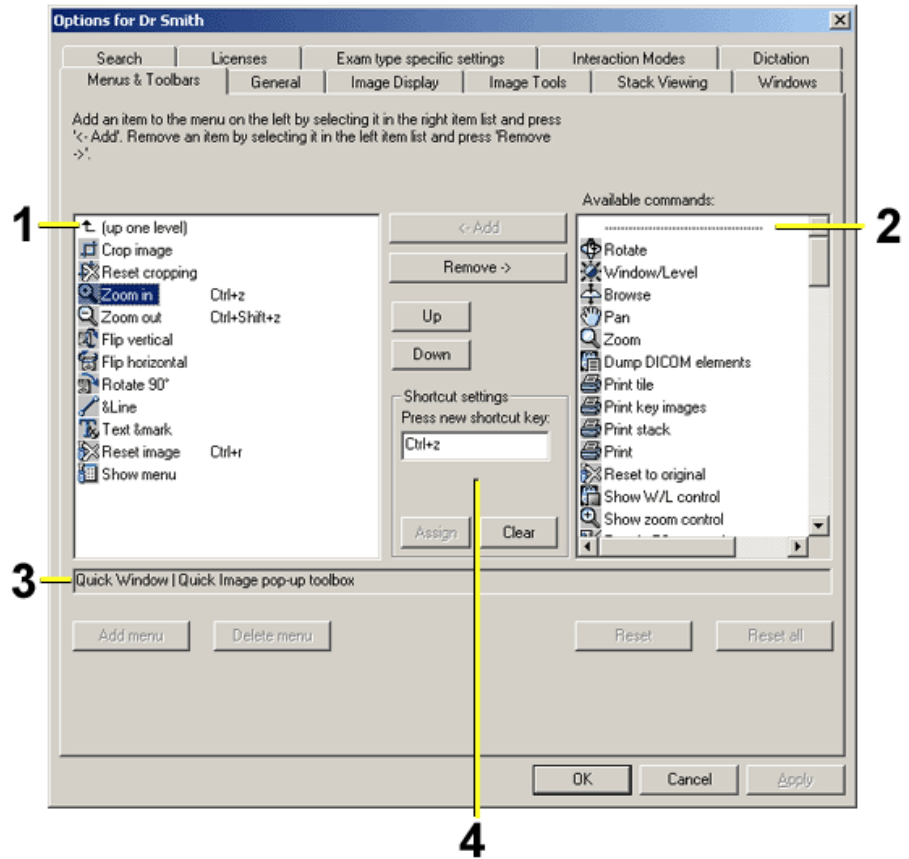 Options for Dr Smith
Search Licenses Exam type specific settings Interaction Modes Dictation
Menus & Toolbars General Image Display Image Tools Stack Viewing Windows
Add an item to the menu on the left by selecting it in the right item list and press
'<- Add'. Remove an item by selecting it in the left item list and press 'Remove
->'.
1
(up one level)
Crop image
Reset cropping
Zoom in Ctrl+z
Zoom out Ctrl+Shift+z
Flip vertical
Flip horizontal
Rotate 90°
&Line
Text &mark
Reset image Ctrl+r
Show menu
<- Add
Remove ->
Up
Down
Shortcut settings
Press new shortcut key:
Ctrl+z
Assign Clear
Available commands:
2
Rotate
Window/Level
Browse
Pan
Zoom
Dump DICOM elements
Print tile
Print key images
Print stack
Print
Reset to original
Show W/L control
Show zoom control
3
Quick Window | Quick Image pop-up toolbox
Add menu Delete menu Reset Reset all
OK Cancel Apply
4